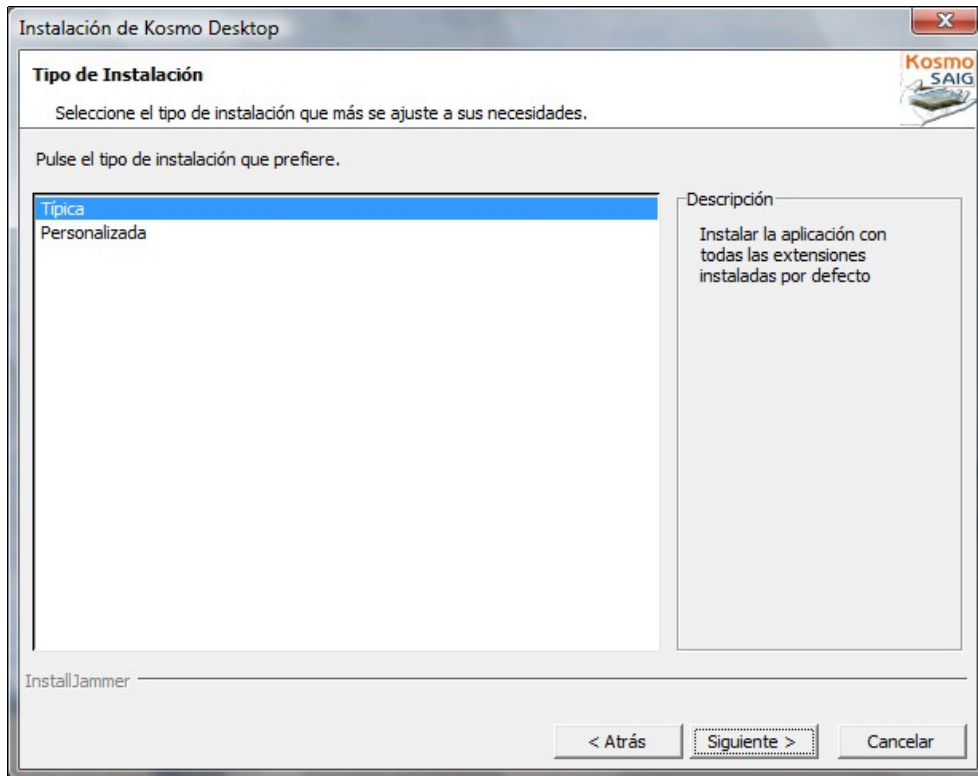 Instalación de Kosmo Desktop
Tipo de Instalación
Seleccione el tipo de instalación que más se ajuste a sus necesidades.
Kosmo
SAIG
Pulse el tipo de instalación que prefiere.
Típica
Personalizada
Descripción
Instalar la aplicación con
todas las extensiones
instaladas por defecto
InstallJammer
< Atrás
Siguiente >
Cancelar